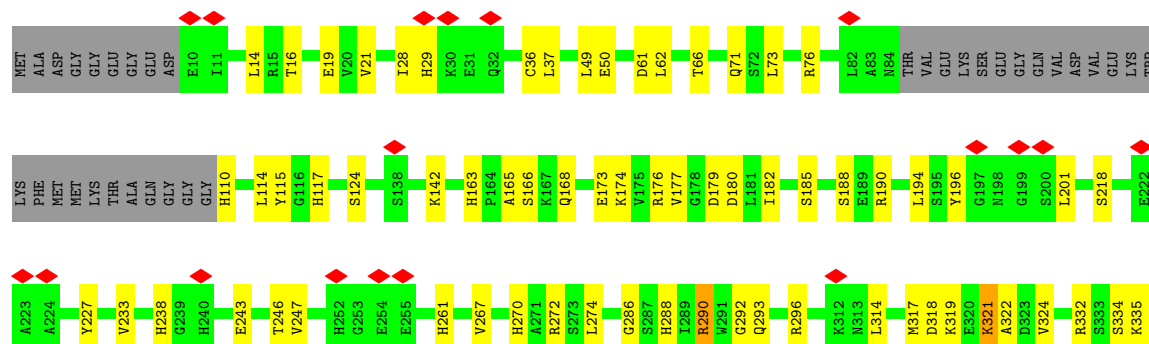 MET ALA ASP GLY GLY GLU GLY GLU ASP E10 I11 L14 R15 T16 E19 V20 V21 I28 H29 K30 E31 Q32 C36 L37 L49 E50 D61 L62 T66 Q71 S72 L73 R76 L82 A83 N84 THR VAL GLU LYS SER GLU GLY GLN VAL ASP VAL GLU LYS TRP
LYS PHE MET MET LYS THR ALA GLN GLY GLY GLY H110 L114 Y115 G116 H117 S124 S138 K142 H163 P164 A165 S166 K167 Q168 E173 K174 V175 R176 V177 G178 D179 D180 L181 I182 S185 S188 E189 R190 L194 S195 Y196 G197 N198 G199 S200 L201 S218 E222
A223 A224 Y227 V233 H238 G239 H240 E243 T246 V247 H252 G253 E254 E255 H261 V267 H270 A271 R272 S273 L274 G286 S287 H288 I289 R290 W291 G292 Q293 R296 K312 N313 L314 M317 D318 K319 E320 K321 A322 D323 V324 R332 S333 S334 K335